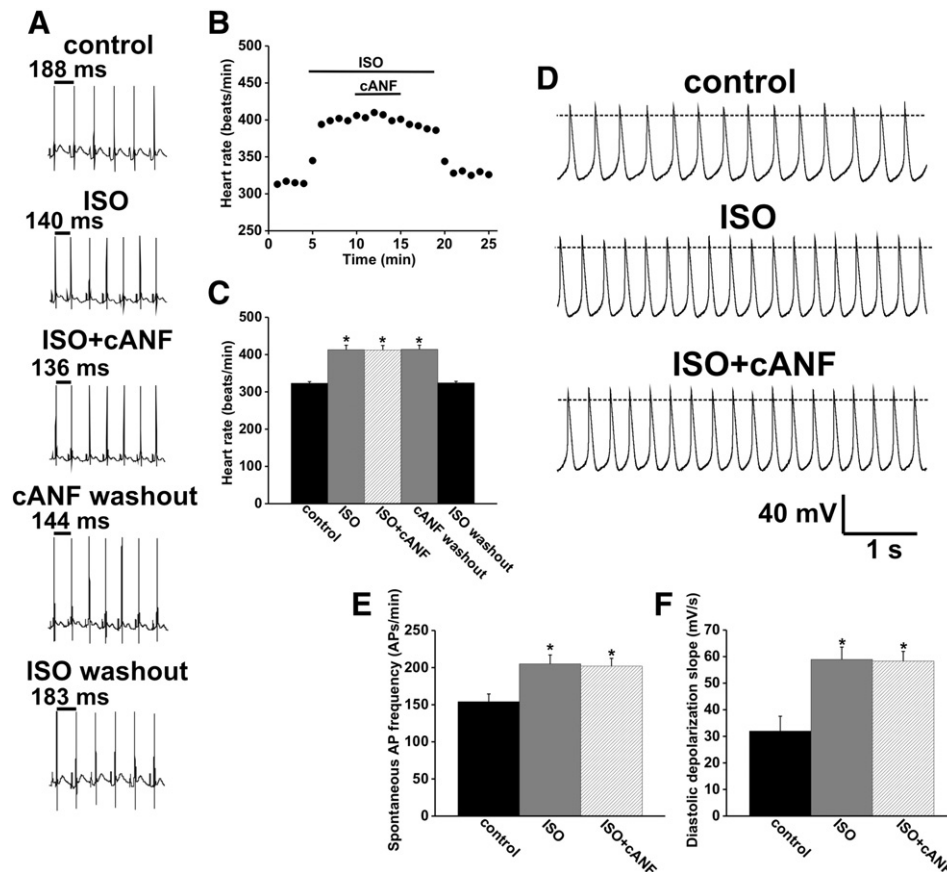 A
control
188 ms
ISO
140 ms
ISO+cANF
136 ms
cANF washout
144 ms
ISO washout
183 ms
B
Heart rate (beats/min)
500
450
400
350
300
250
ISO
cANF
0 5 10 15 20 25
Time (min)
C
Heart rate (beats/min)
500
400
300
200
100
0
* * *
control
ISO
ISO+cANF
cANF washout
ISO washout
D
control
ISO
ISO+cANF
40 mV
1 s
E
Spontaneous AP frequency (APs/min)
250
200
150
100
50
0
* *
control
ISO
ISO+cANF
F
Diastolic depolarization slope (mV/s)
70
60
50
40
30
20
10
0
* *
control
ISO
ISO+cANF